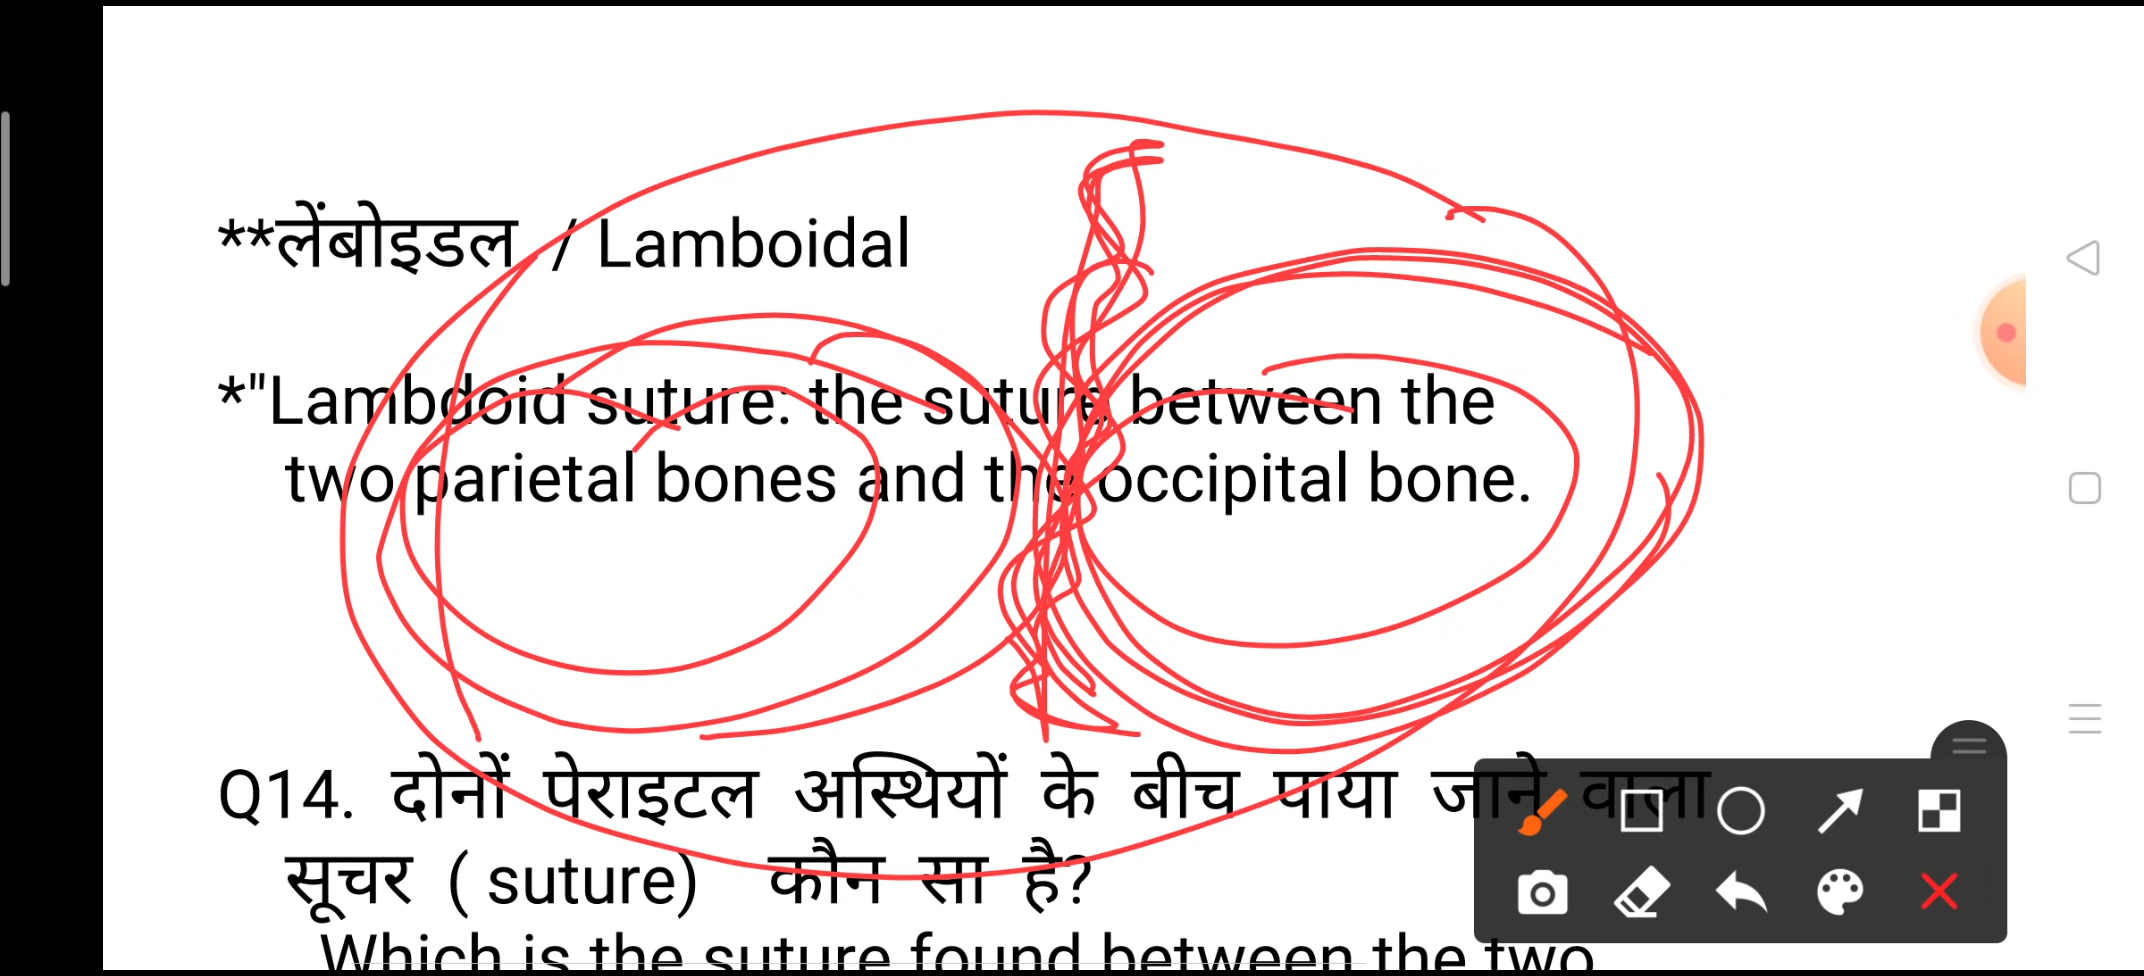 **लेंबोइडल / Lamboidal
*"Lambdoid suture: the suture between the
two parietal bones and the occipital bone.
Q14. दोनों पेराइटल अस्थियों के बीच पाया जाने वाला
सूचर ( suture) कौन सा है?
Which is the suture found between the two